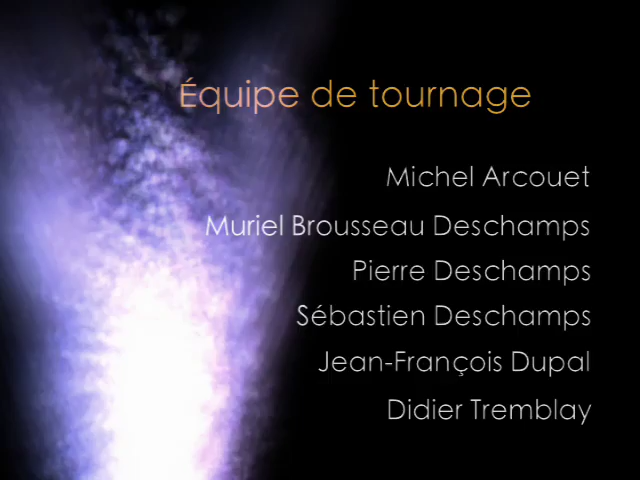 Équipe de tournage
Michel Arcouet
Muriel Brousseau Deschamps
Pierre Deschamps
Sébastien Deschamps
Jean-François Dupal
Didier Tremblay